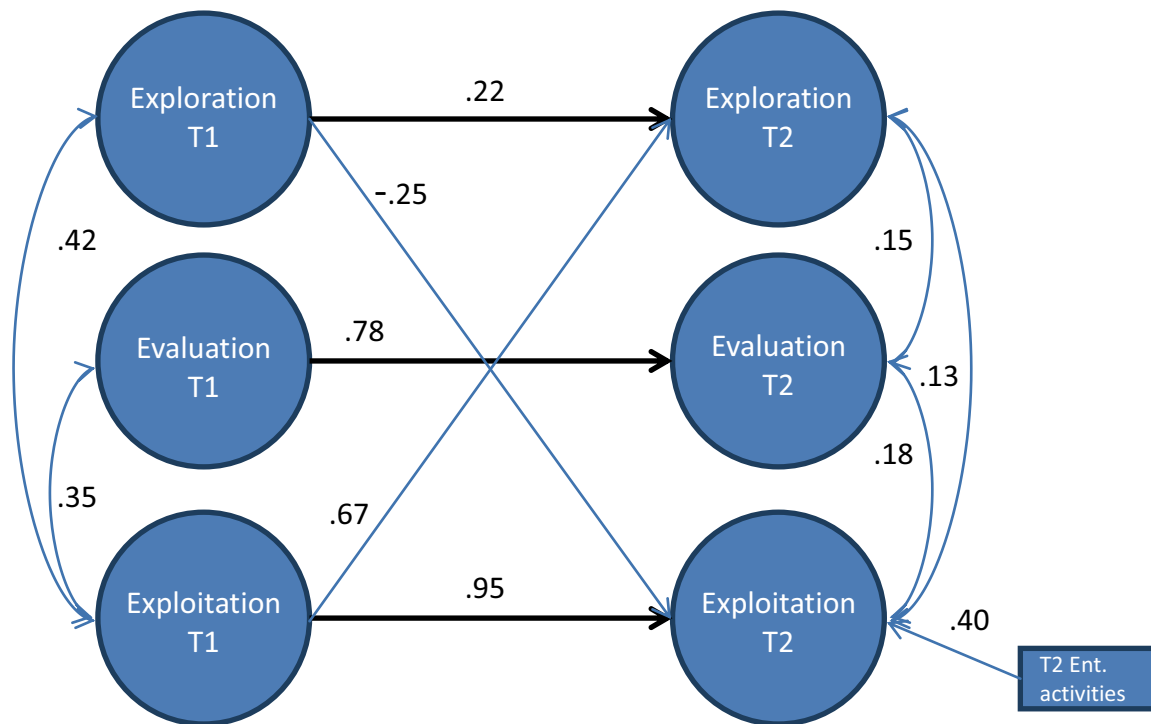 Exploration
T1
.22
Exploration
T2
-.25
.42
.15
Evaluation
T1
.78
Evaluation
T2
.13
.18
.35
.67
Exploitation
T1
.95
Exploitation
T2
.40
T2 Ent.
activities